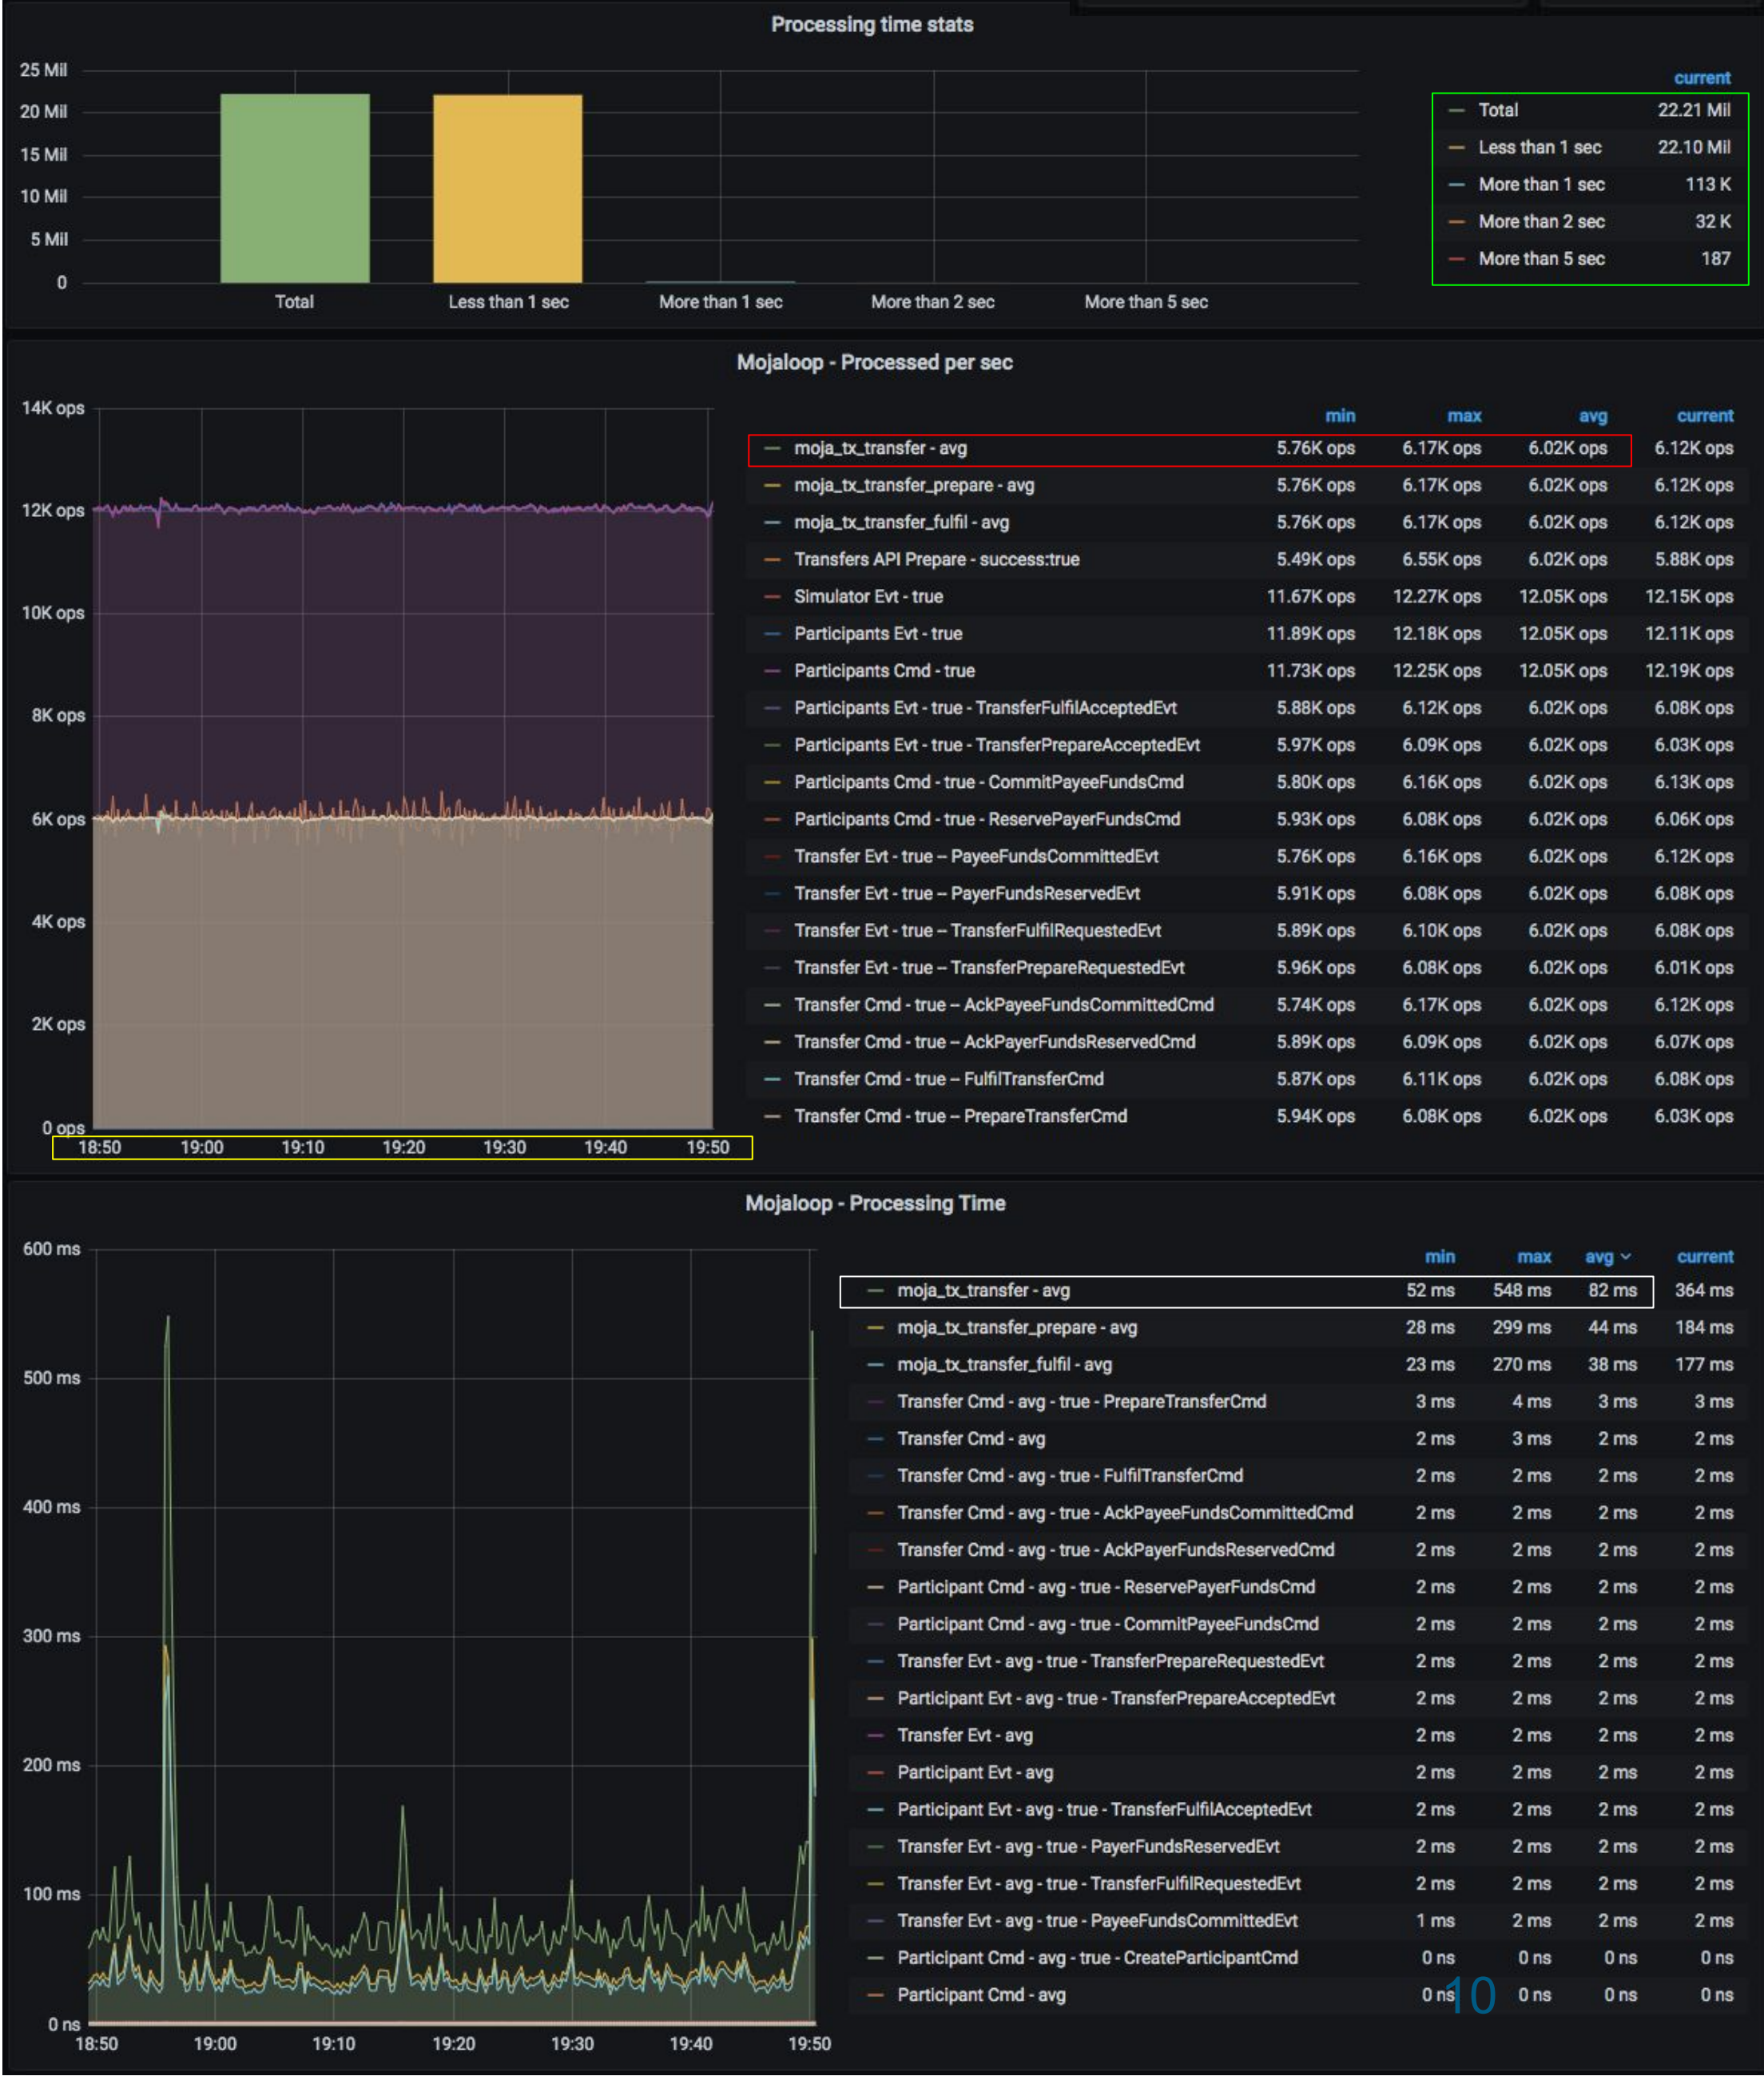 Processing time stats
25 Mil
20 Mil
15 Mil
10 Mil
5 Mil
0
Total Less than 1 sec More than 1 sec More than 2 sec More than 5 sec
current
Total 22.21 Mil
Less than 1 sec 22.10 Mil
More than 1 sec 113 K
More than 2 sec 32 K
More than 5 sec 187
Mojaloop - Processed per sec
14K ops
12K ops
10K ops
8K ops
6K ops
4K ops
2K ops
0 ops
18:50 19:00 19:10 19:20 19:30 19:40 19:50
min max avg current
moja_tx_transfer - avg 5.76K ops 6.17K ops 6.02K ops 6.12K ops
moja_tx_transfer_prepare - avg 5.76K ops 6.17K ops 6.02K ops 6.12K ops
moja_tx_transfer_fulfil - avg 5.76K ops 6.17K ops 6.02K ops 6.12K ops
Transfers API Prepare - success:true 5.49K ops 6.55K ops 6.02K ops 5.88K ops
Simulator Evt - true 11.67K ops 12.27K ops 12.05K ops 12.15K ops
Participants Evt - true 11.89K ops 12.18K ops 12.05K ops 12.11K ops
Participants Cmd - true 11.73K ops 12.25K ops 12.05K ops 12.19K ops
Participants Evt - true - TransferFulfilAcceptedEvt 5.88K ops 6.12K ops 6.02K ops 6.08K ops
Participants Evt - true - TransferPrepareAcceptedEvt 5.97K ops 6.09K ops 6.02K ops 6.03K ops
Participants Cmd - true - CommitPayeeFundsCmd 5.80K ops 6.16K ops 6.02K ops 6.13K ops
Participants Cmd - true - ReservePayerFundsCmd 5.93K ops 6.08K ops 6.02K ops 6.06K ops
Transfer Evt - true -- PayeeFundsCommittedEvt 5.76K ops 6.16K ops 6.02K ops 6.12K ops
Transfer Evt - true -- PayerFundsReservedEvt 5.91K ops 6.08K ops 6.02K ops 6.08K ops
Transfer Evt - true -- TransferFulfilRequestedEvt 5.89K ops 6.10K ops 6.02K ops 6.08K ops
Transfer Evt - true -- TransferPrepareRequestedEvt 5.96K ops 6.08K ops 6.02K ops 6.01K ops
Transfer Cmd - true -- AckPayeeFundsCommittedCmd 5.74K ops 6.17K ops 6.02K ops 6.12K ops
Transfer Cmd - true -- AckPayerFundsReservedCmd 5.89K ops 6.09K ops 6.02K ops 6.07K ops
Transfer Cmd - true -- FulfilTransferCmd 5.87K ops 6.11K ops 6.02K ops 6.08K ops
Transfer Cmd - true -- PrepareTransferCmd 5.94K ops 6.08K ops 6.02K ops 6.03K ops
Mojaloop - Processing Time
600 ms
500 ms
400 ms
300 ms
200 ms
100 ms
0 ns
18:50 19:00 19:10 19:20 19:30 19:40 19:50
min max avg current
moja_tx_transfer - avg 52 ms 548 ms 82 ms 364 ms
moja_tx_transfer_prepare - avg 28 ms 299 ms 44 ms 184 ms
moja_tx_transfer_fulfil - avg 23 ms 270 ms 38 ms 177 ms
Transfer Cmd - avg - true - PrepareTransferCmd 3 ms 4 ms 3 ms 3 ms
Transfer Cmd - avg 2 ms 3 ms 2 ms 2 ms
Transfer Cmd - avg - true - FulfilTransferCmd 2 ms 2 ms 2 ms 2 ms
Transfer Cmd - avg - true - AckPayeeFundsCommittedCmd 2 ms 2 ms 2 ms 2 ms
Transfer Cmd - avg - true - AckPayerFundsReservedCmd 2 ms 2 ms 2 ms 2 ms
Participant Cmd - avg - true - ReservePayerFundsCmd 2 ms 2 ms 2 ms 2 ms
Participant Cmd - avg - true - CommitPayeeFundsCmd 2 ms 2 ms 2 ms 2 ms
Transfer Evt - avg - true - TransferPrepareRequestedEvt 2 ms 2 ms 2 ms 2 ms
Participant Evt - avg - true - TransferPrepareAcceptedEvt 2 ms 2 ms 2 ms 2 ms
Transfer Evt - avg 2 ms 2 ms 2 ms 2 ms
Participant Evt - avg 2 ms 2 ms 2 ms 2 ms
Participant Evt - avg - true - TransferFulfilAcceptedEvt 2 ms 2 ms 2 ms 2 ms
Transfer Evt - avg - true - PayerFundsReservedEvt 2 ms 2 ms 2 ms 2 ms
Transfer Evt - avg - true - TransferFulfilRequestedEvt 2 ms 2 ms 2 ms 2 ms
Transfer Evt - avg - true - PayeeFundsCommittedEvt 1 ms 2 ms 2 ms 2 ms
Participant Cmd - avg - true - CreateParticipantCmd 0 ns 0 ns 0 ns 0 ns
Participant Cmd - avg 0 ns 0 ns 0 ns 0 ns
10